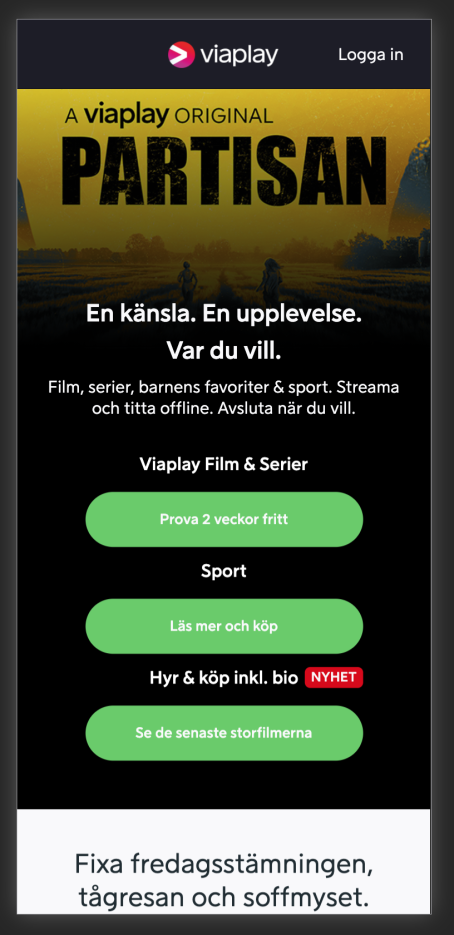 viaplay
Logga in
A viaplay ORIGINAL
PARTISAN
En känsla. En upplevelse.
Var du vill.
Film, serier, barnens favoriter & sport. Streama
och titta offline. Avsluta när du vill.
Viaplay Film & Serier
Prova 2 veckor fritt
Sport
Läs mer och köp
Hyr & köp inkl. bio NYHET
Se de senaste storfilmerna
Fixa fredagsstämningen,
tågresan och soffmyset.